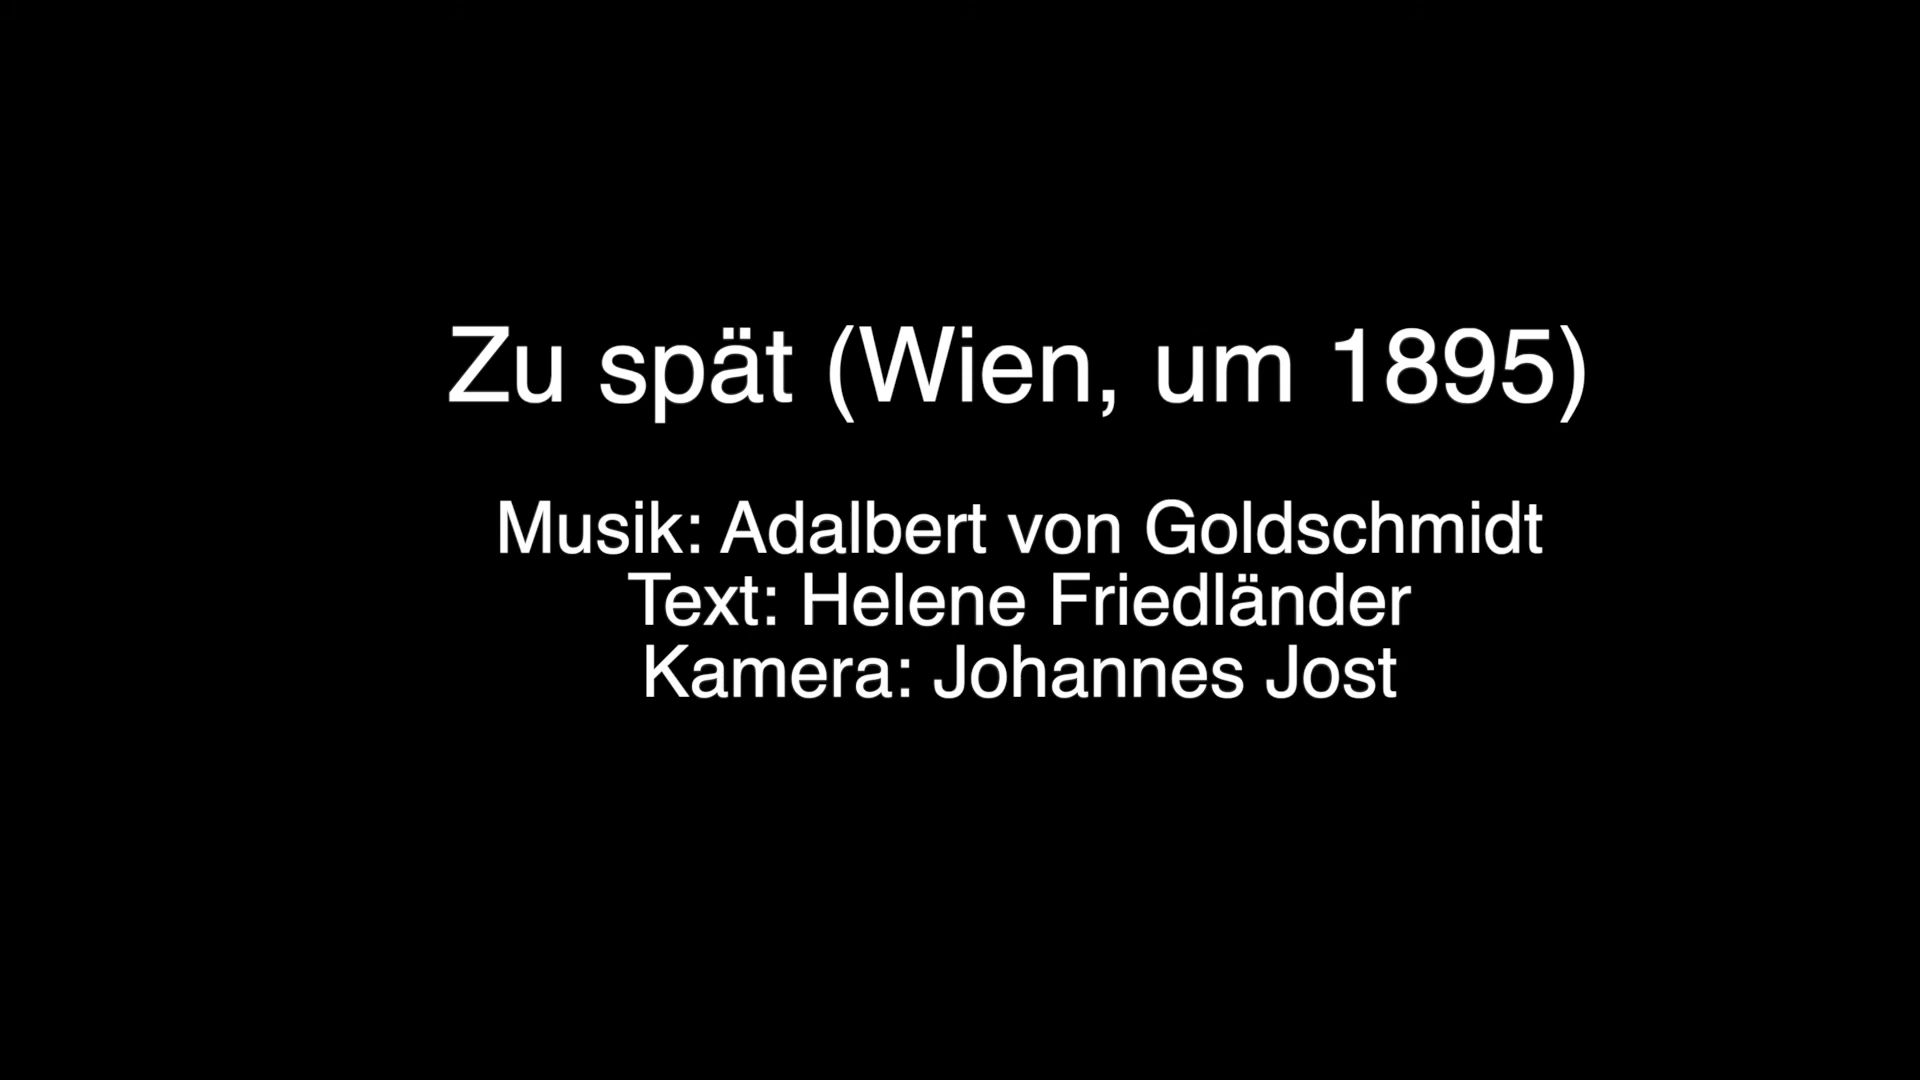 Zu spät (Wien, um 1895)
Musik: Adalbert von Goldschmidt
Text: Helene Friedländer
Kamera: Johannes Jost